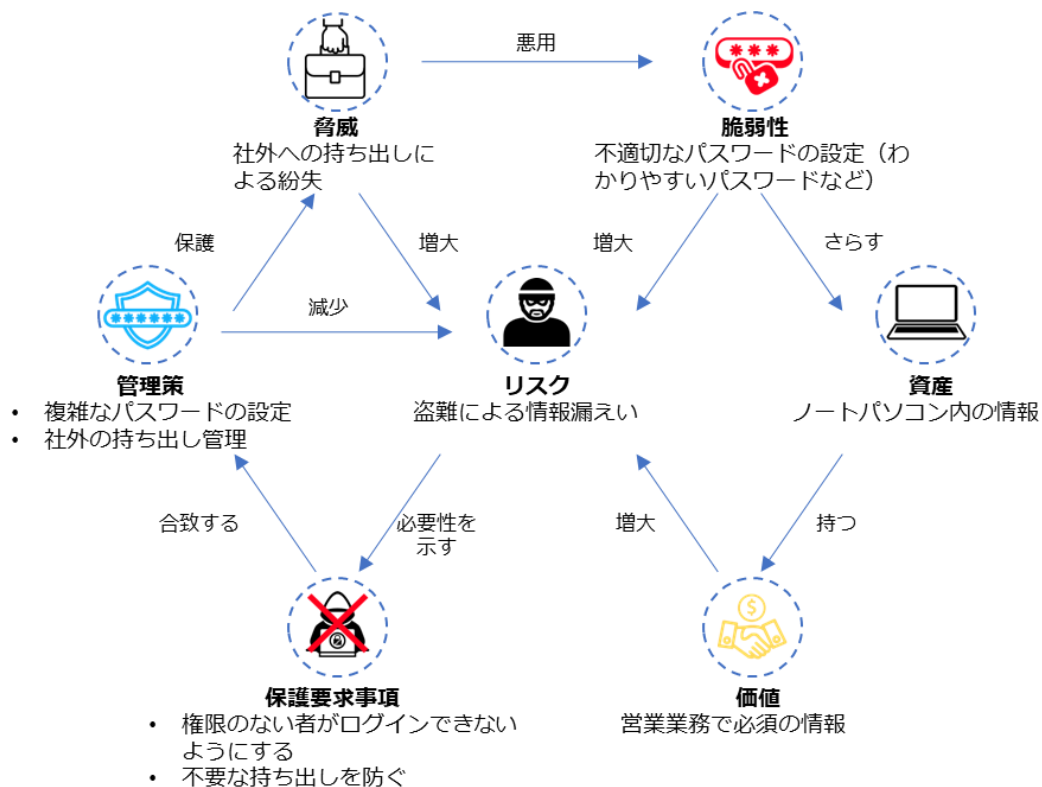 悪用
脅威
社外への持ち出しに
よる紛失
脆弱性
不適切なパスワードの設定（わ
かりやすいパスワードなど）
保護
増大
増大
さらす
減少
管理策
• 複雑なパスワードの設定
• 社外の持ち出し管理
リスク
盗難による情報漏えい
資産
ノートパソコン内の情報
合致する
必要性を
示す
増大
持つ
保護要求事項
• 権限のない者がログインできない
ようにする
• 不要な持ち出しを防ぐ
価値
営業業務で必須の情報